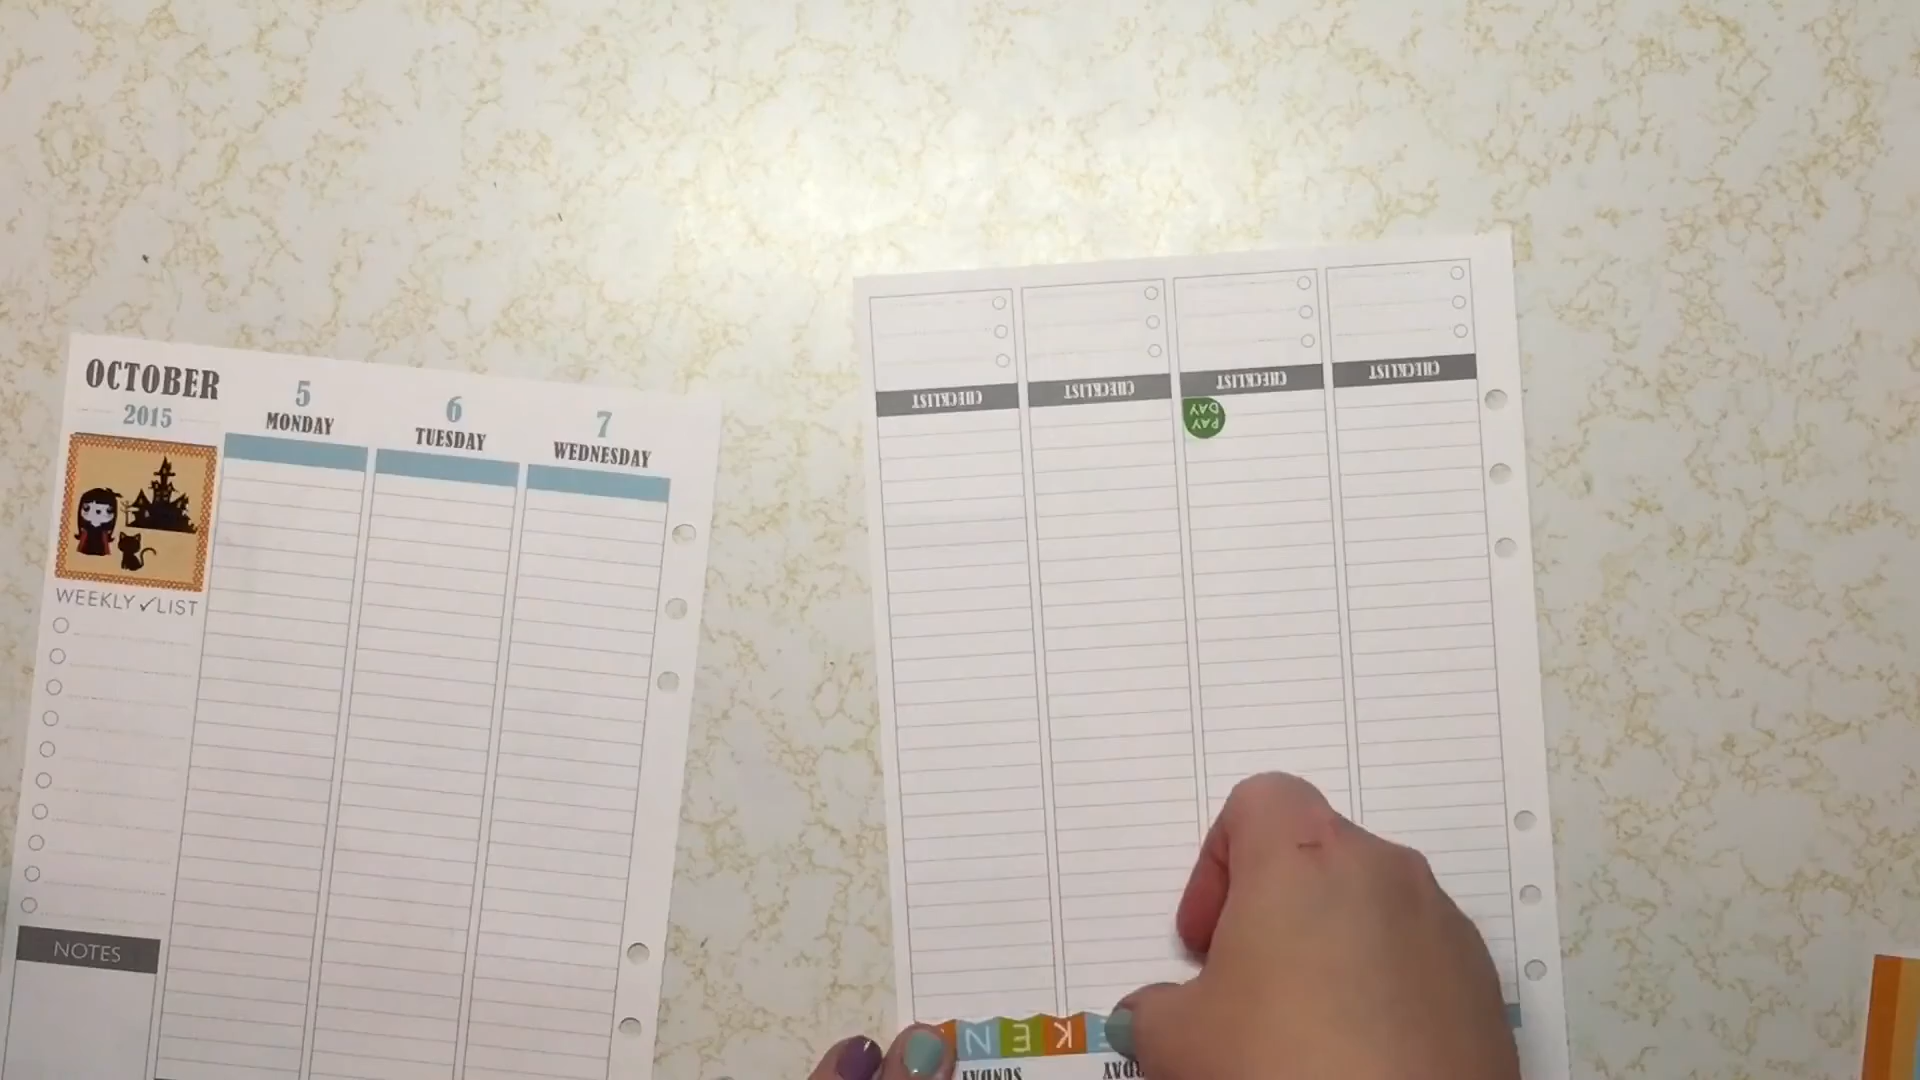 OCTOBER
2015
5
MONDAY
6
TUESDAY
7
WEDNESDAY
WEEKLY ✓ LIST
NOTES
CHECKLIST
CHECKLIST
CHECKLIST
CHECKLIST
PAY
DAY
SUNDAY